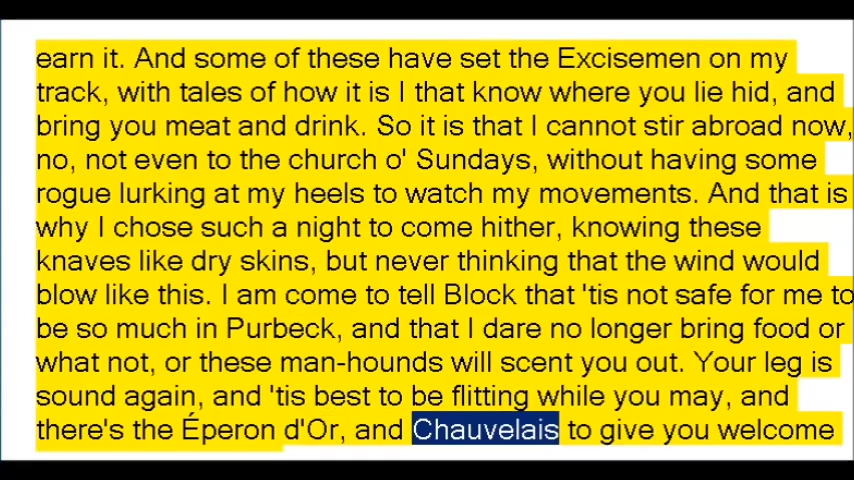 earn it. And some of these have set the Excisemen on my
track, with tales of how it is I that know where you lie hid, and
bring you meat and drink. So it is that I cannot stir abroad now,
no, not even to the church o' Sundays, without having some
rogue lurking at my heels to watch my movements. And that is
why I chose such a night to come hither, knowing these
knaves like dry skins, but never thinking that the wind would
blow like this. I am come to tell Block that 'tis not safe for me to
be so much in Purbeck, and that I dare no longer bring food or
what not, or these man-hounds will scent you out. Your leg is
sound again, and 'tis best to be flitting while you may, and
there's the Éperon d'Or, and Chauvelais to give you welcome